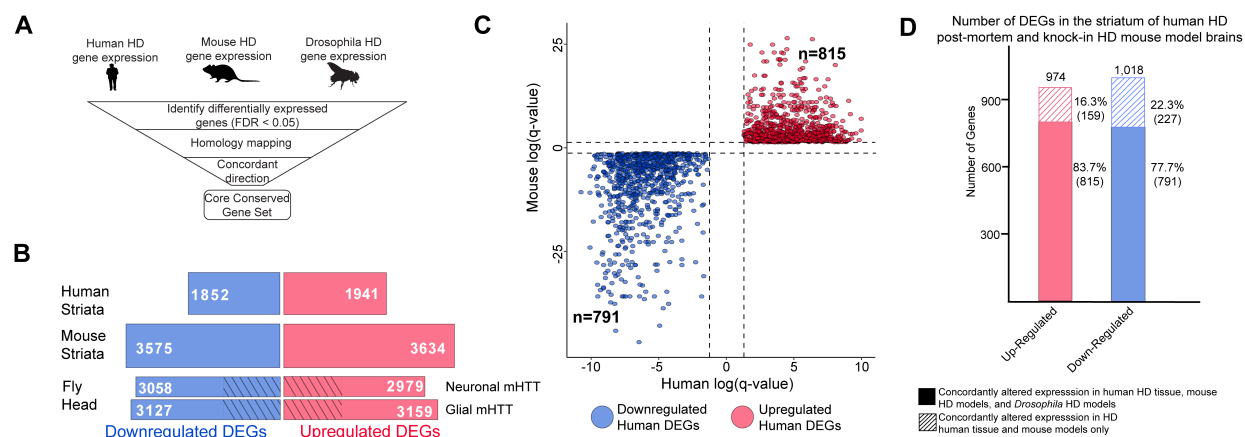 A
Human HD
gene expression
Mouse HD
gene expression
Drosophila HD
gene expression
Identify differentially expressed
genes (FDR < 0.05)
Homology mapping
Concordant
direction
Core Conserved
Gene Set
B
Human
Striata
1852
1941
Mouse
Striata
3575
3634
Fly
Head
3058
2979
Neuronal mHTT
3127
3159
Glial mHTT
Downregulated DEGs
Upregulated DEGs
C
Mouse log(q-value)
25
0
-25
n=815
n=791
-10
-5
0
5
10
Human log(q-value)
Downregulated
Human DEGs
Upregulated
Human DEGs
D
Number of DEGs in the striatum of human HD
post-mortem and knock-in HD mouse model brains
Number of Genes
900
600
300
974
1,018
16.3%
(159)
22.3%
(227)
83.7%
(815)
77.7%
(791)
Up-Regulated
Down-Regulated
Concordantly altered expresssion in human HD tissue, mouse
HD models, and Drosophila HD models
Concordantly altered expresssion in HD
human tissue and mouse models only